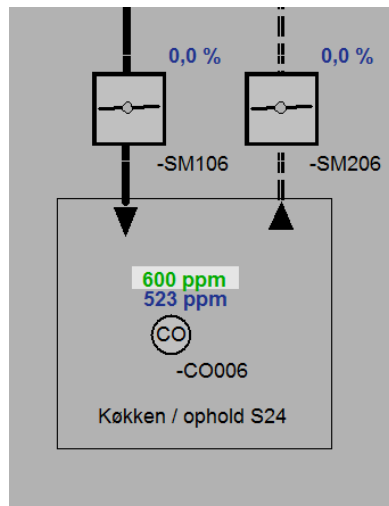 0,0 %
0,0 %
-SM106
-SM206
600 ppm
523 ppm
CO
-CO006
Køkken / ophold S24